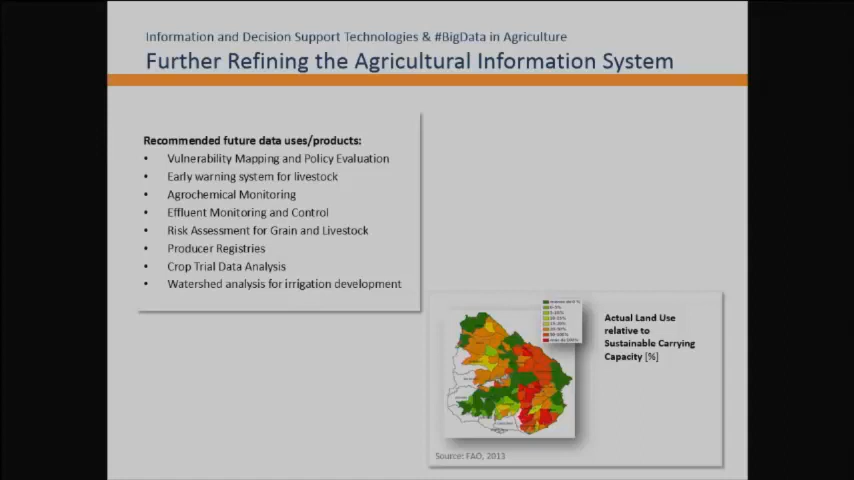 Information and Decision Support Technologies & #BigData in Agriculture
Further Refining the Agricultural Information System
Recommended future data uses/products:
• Vulnerability Mapping and Policy Evaluation
• Early warning system for livestock
• Agrochemical Monitoring
• Effluent Monitoring and Control
• Risk Assessment for Grain and Livestock
• Producer Registries
• Crop Trial Data Analysis
• Watershed analysis for irrigation development
Actual Land Use
relative to
Sustainable Carrying
Capacity [%]
Source: FAO, 2013